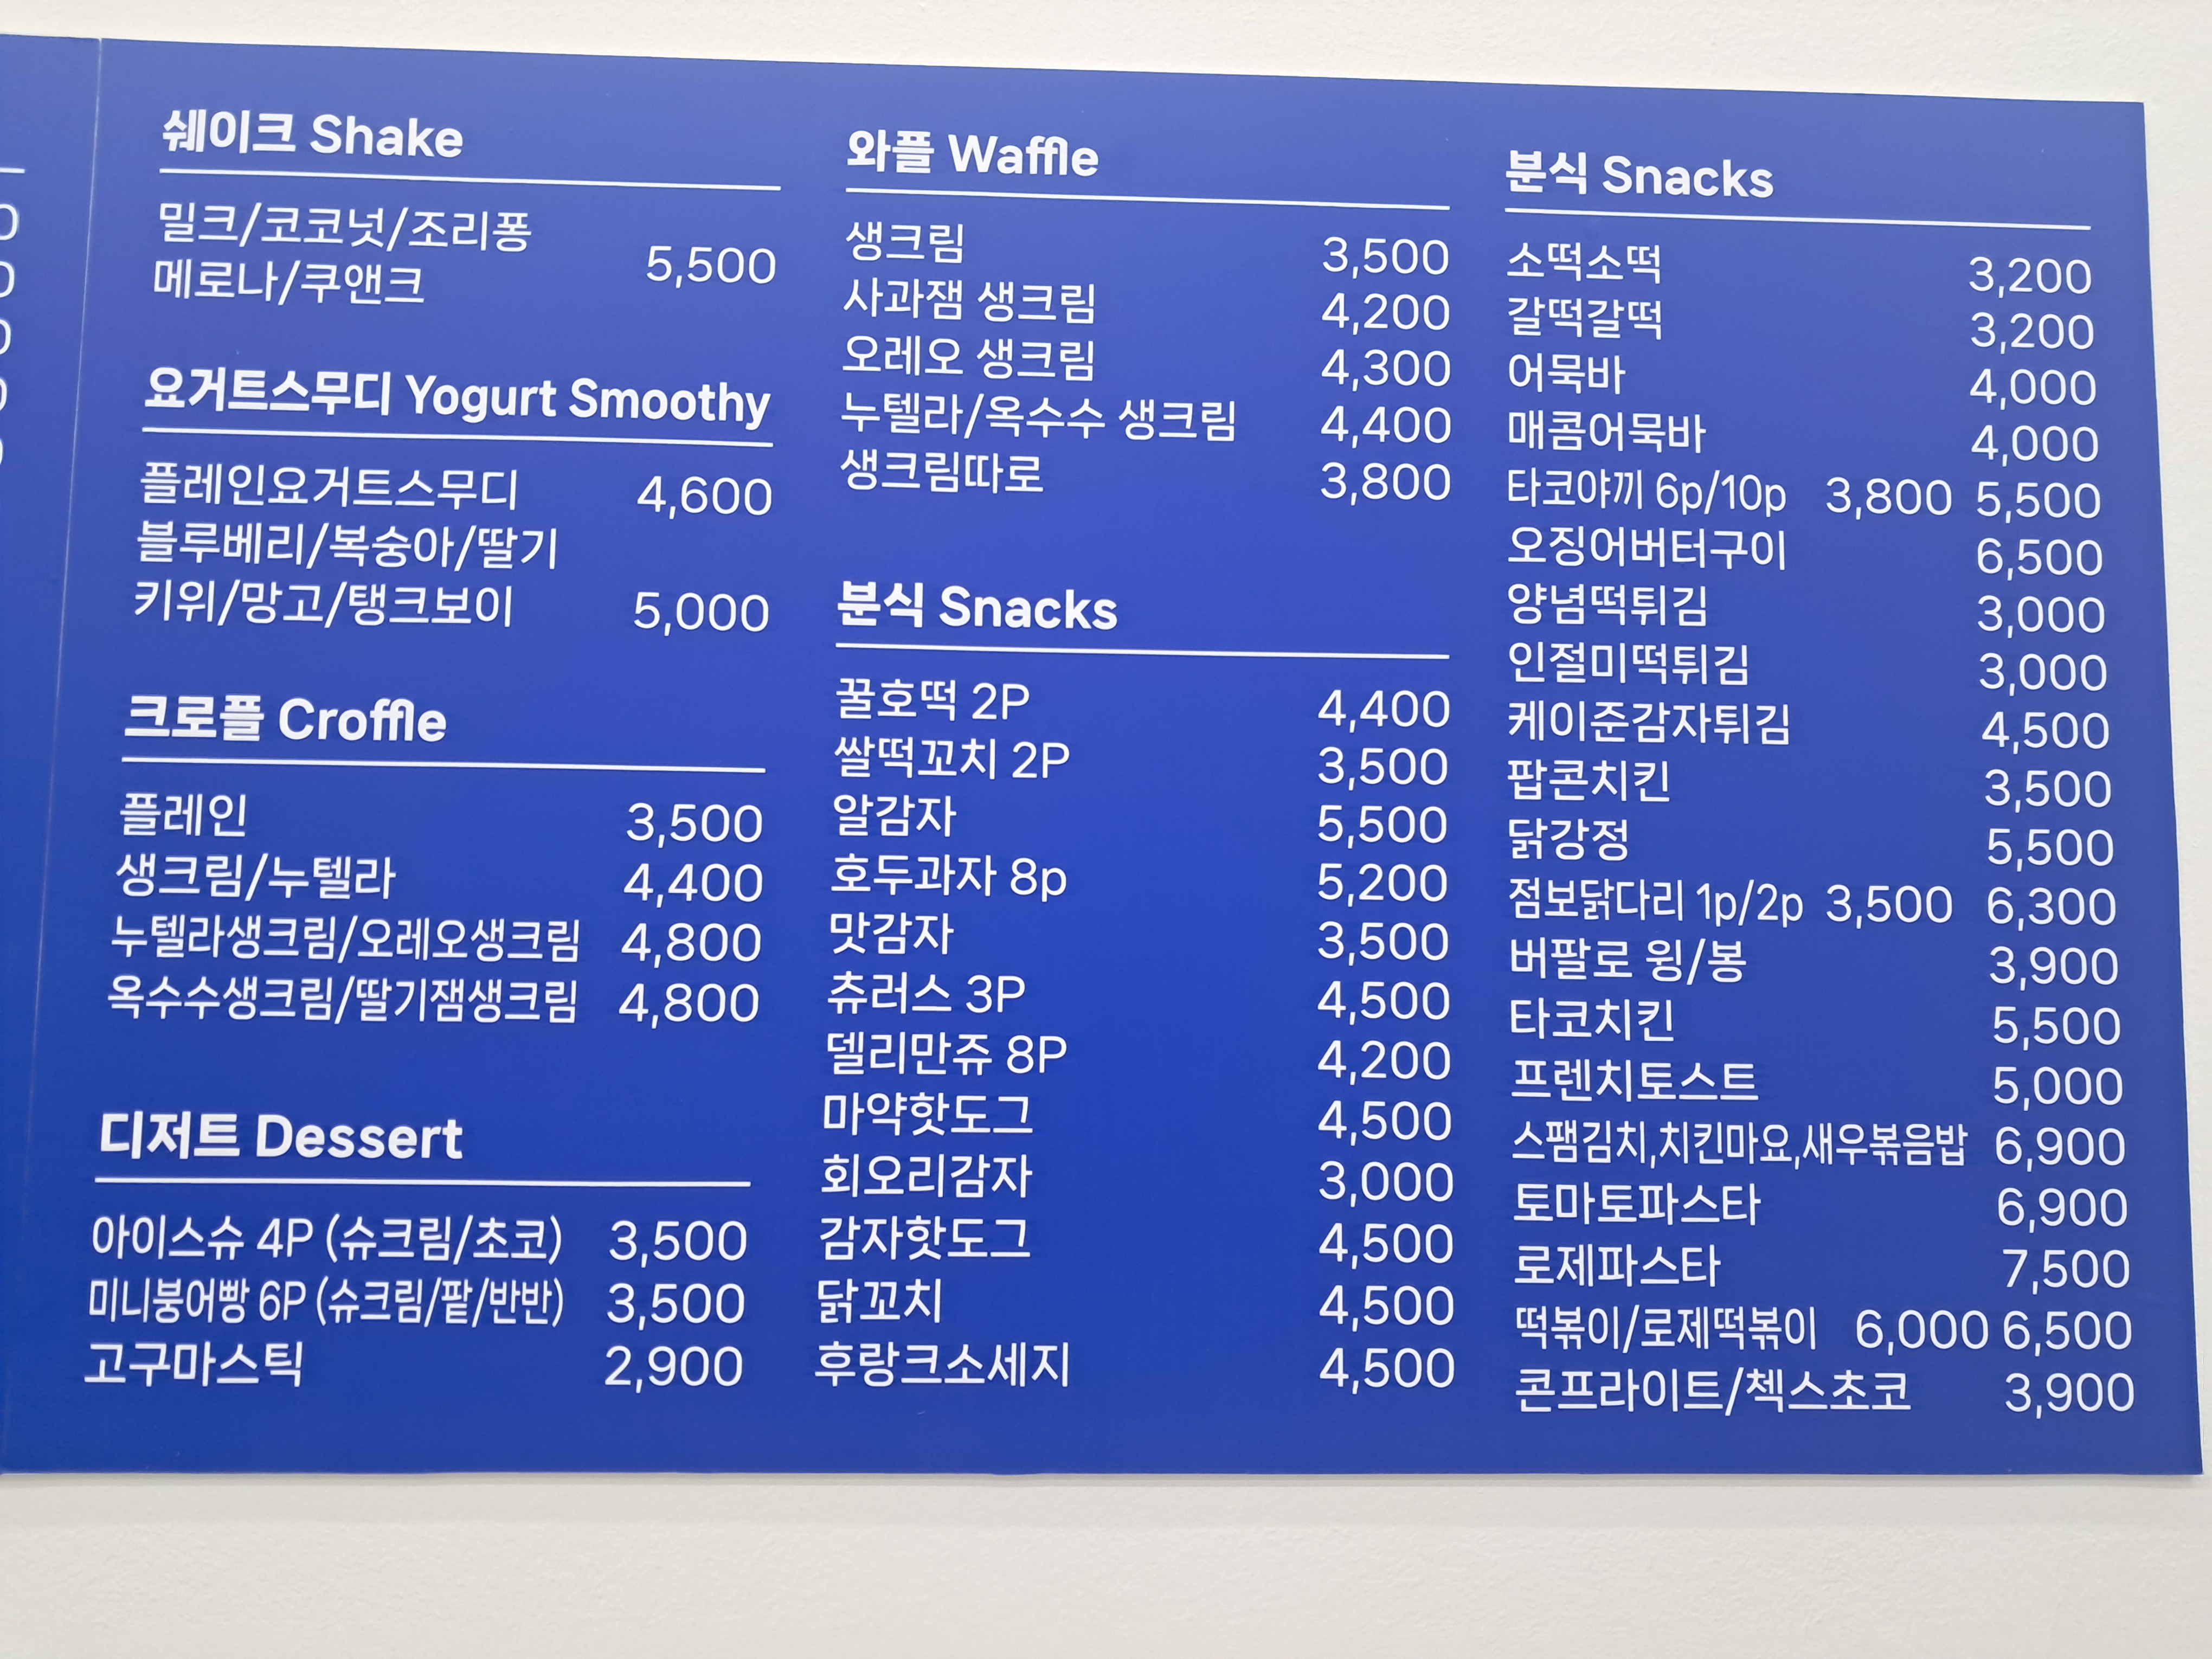 쉐이크 Shake
밀크/코코넛/조리퐁
메로나/쿠앤크 5,500
요거트스무디 Yogurt Smoothy
플레인요거트스무디 4,600
블루베리/복숭아/딸기
키위/망고/탱크보이 5,000
크로플 Croffle
플레인 3,500
생크림/누텔라 4,400
누텔라생크림/오레오생크림 4,800
옥수수생크림/딸기잼생크림 4,800
디저트 Dessert
아이스슈 4P (슈크림/초코) 3,500
미니붕어빵 6P (슈크림/팥/반반) 3,500
고구마스틱 2,900
와플 Waffle
생크림 3,500
사과잼 생크림 4,200
오레오 생크림 4,300
누텔라/옥수수 생크림 4,400
생크림따로 3,800
분식 Snacks
꿀호떡 2P 4,400
쌀떡꼬치 2P 3,500
알감자 5,500
호두과자 8p 5,200
맛감자 3,500
츄러스 3P 4,500
델리만쥬 8P 4,200
마약핫도그 4,500
회오리감자 3,000
감자핫도그 4,500
닭꼬치 4,500
후랑크소세지 4,500
분식 Snacks
소떡소떡 3,200
갈떡갈떡 3,200
어묵바 4,000
매콤어묵바 4,000
타코야끼 6p/10p 3,800 5,500
오징어버터구이 6,500
양념떡튀김 3,000
인절미떡튀김 3,000
케이준감자튀김 4,500
팝콘치킨 3,500
닭강정 5,500
점보닭다리 1p/2p 3,500 6,300
버팔로 윙/봉 3,900
타코치킨 5,500
프렌치토스트 5,000
스팸김치,치킨마요,새우볶음밥 6,900
토마토파스타 6,900
로제파스타 7,500
떡볶이/로제떡볶이 6,000 6,500
콘프라이트/첵스초코 3,900